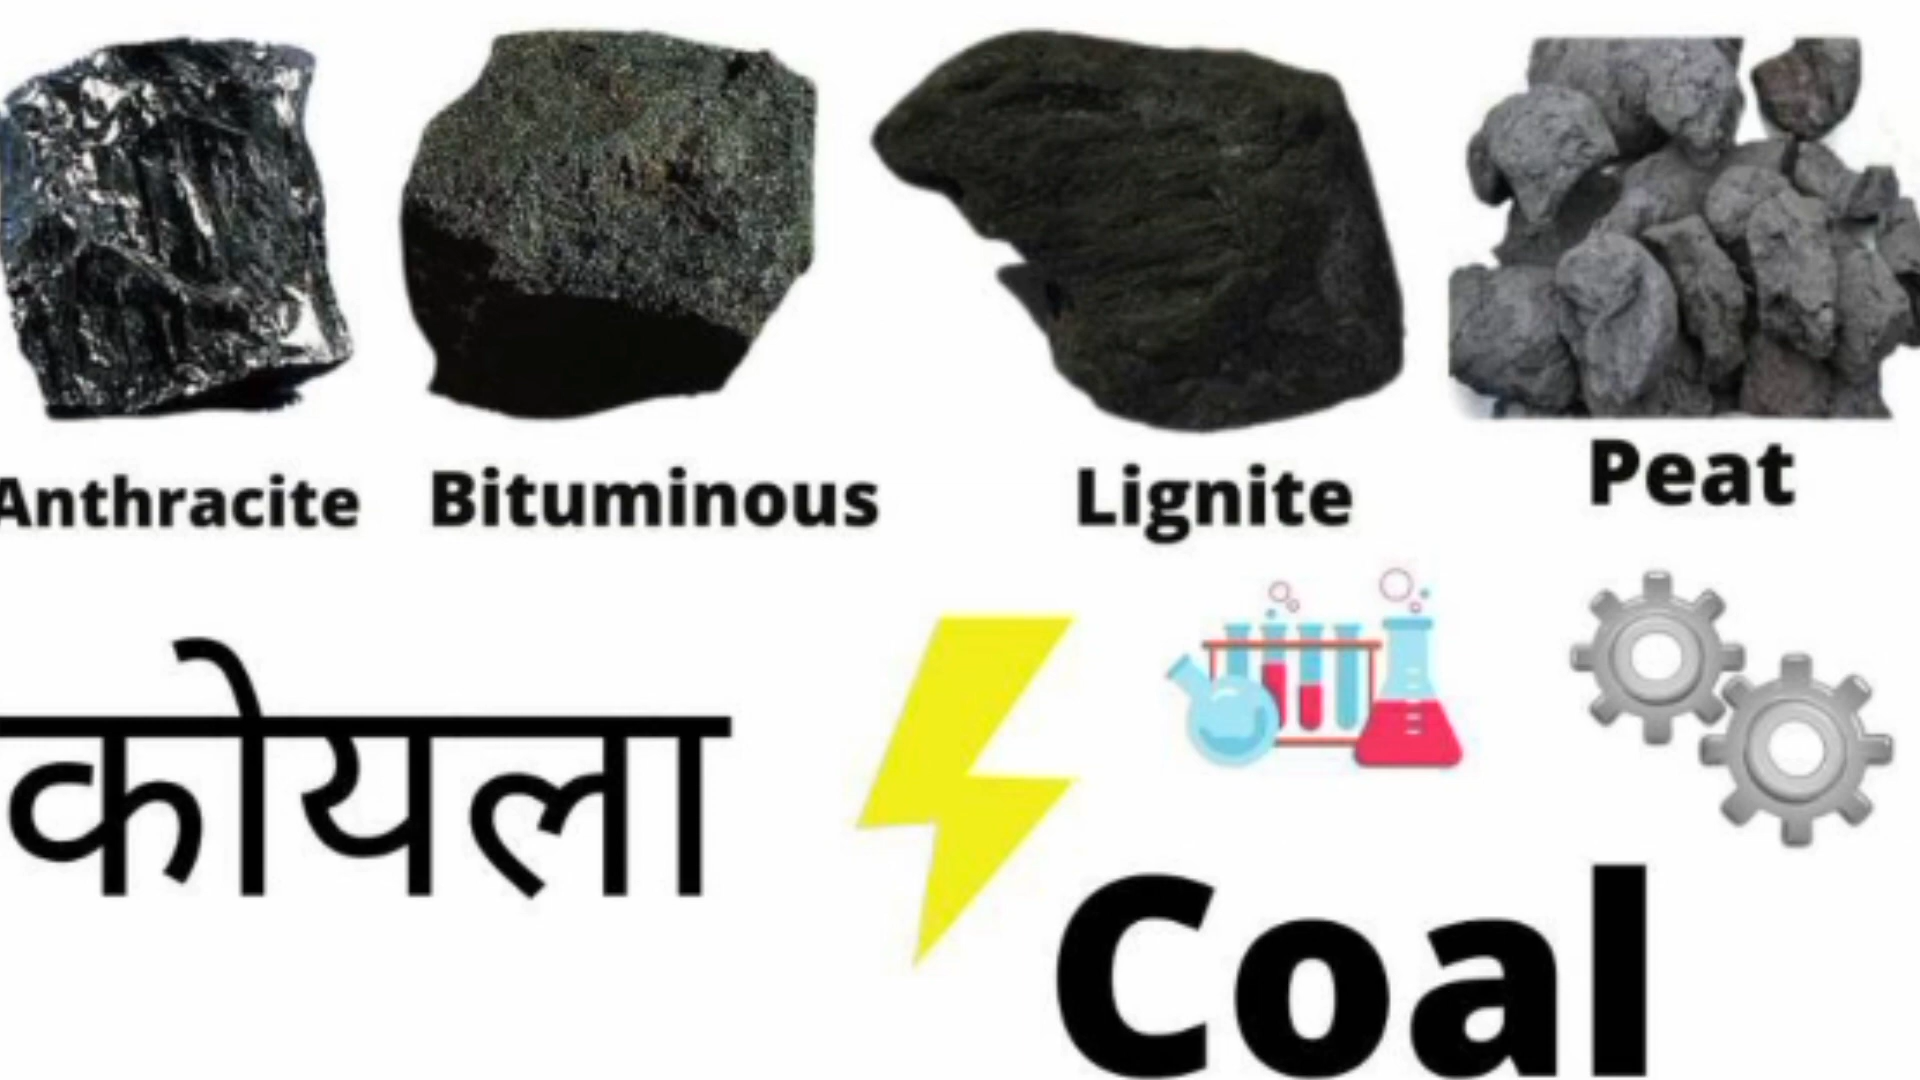 Anthracite
Bituminous
Lignite
Peat
कोयला
Coal